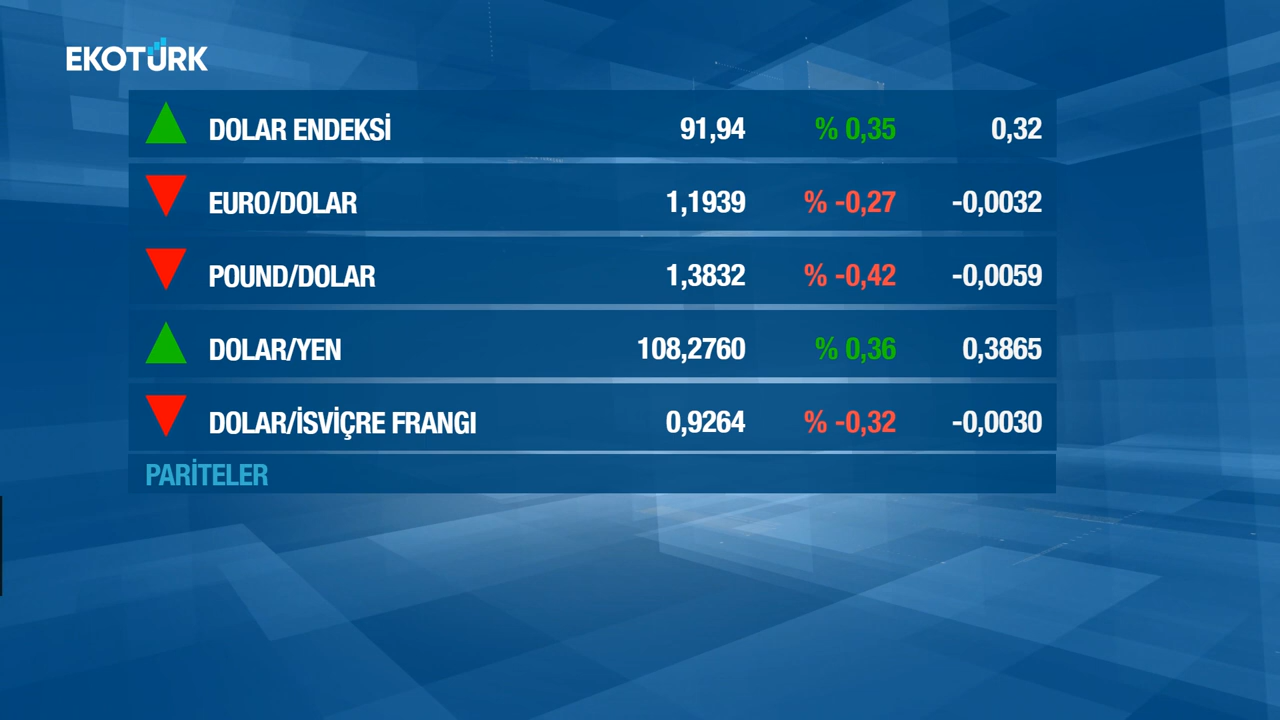 EKOTÜRK
DOLAR ENDEKSİ 91,94 % 0,35 0,32
EURO/DOLAR 1,1939 % -0,27 -0,0032
POUND/DOLAR 1,3832 % -0,42 -0,0059
DOLAR/YEN 108,2760 % 0,36 0,3865
DOLAR/İSVİÇRE FRANGI 0,9264 % -0,32 -0,0030
PARİTELER